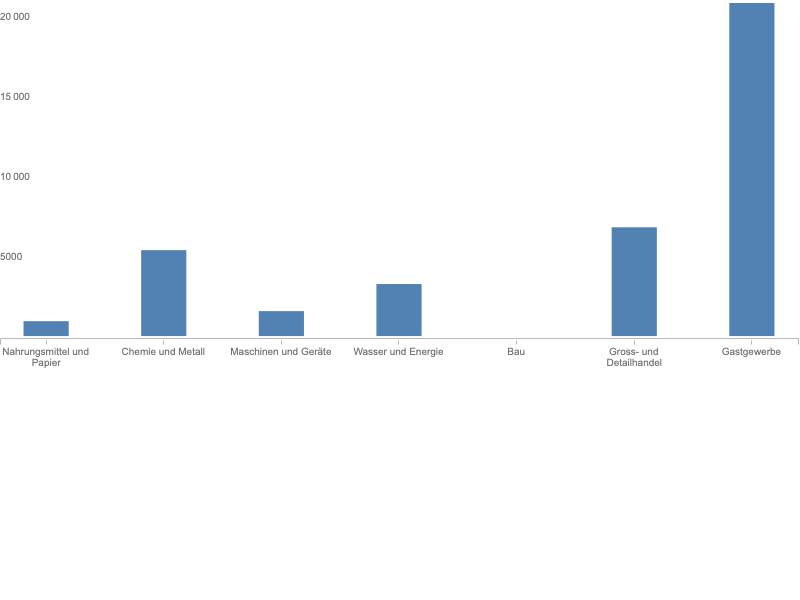 20 000
15 000
10 000
5000
Nahrungsmittel und
Papier
Chemie und Metall
Maschinen und Geräte
Wasser und Energie
Bau
Gross- und
Detailhandel
Gastgewerbe